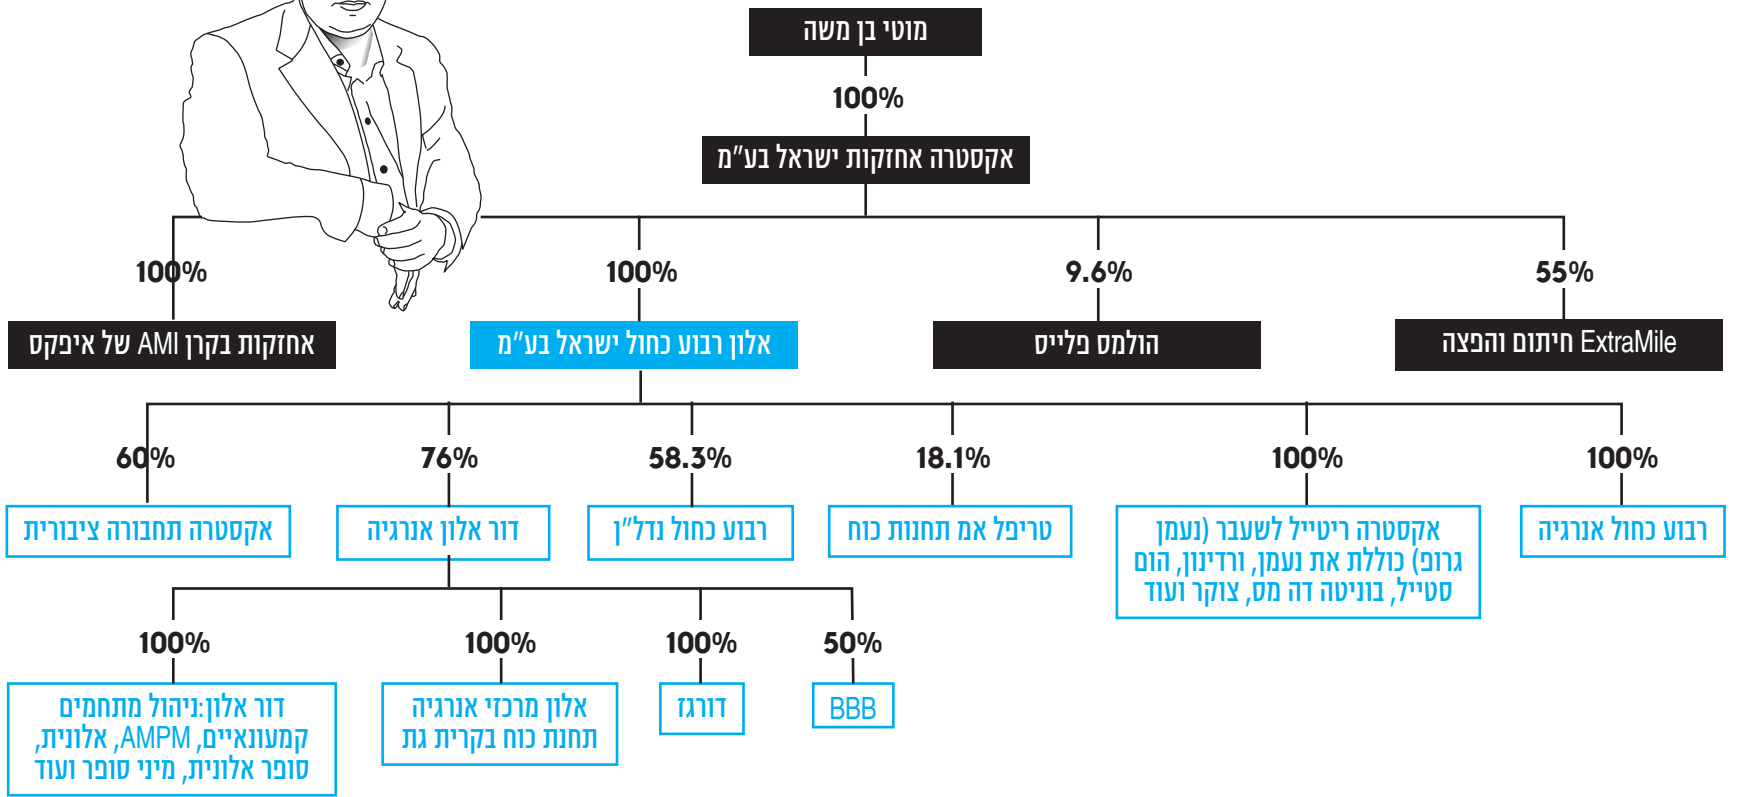 מוטי בן משה
100%
אקסטרה אחזקות ישראל בע"מ
55%
9.6%
100%
100%
ExtraMile חיתום והפצה
הולמס פלייס
אלון רבוע כחול ישראל בע"מ
אחזקות בקרן AMI של איפקס
100%
100%
18.1%
58.3%
76%
60%
רבוע כחול אנרגיה
אקסטרה ריטייל לשעבר (נעמן
גרופ) כוללת את נעמן, ורדינון, הום
סטייל, בוניטה דה מס, צוקר ועוד
טריפל אמ תחנות כוח
רבוע כחול נדל"ן
דור אלון אנרגיה
אקסטרה תחבורה ציבורית
50%
100%
100%
100%
BBB
דורגז
אלון מרכזי אנרגיה
תחנת כוח בקרית גת
דור אלון:ניהול מתחמים
קמעונאיים, AMPM, אלונית,
סופר אלונית, מיני סופר ועוד